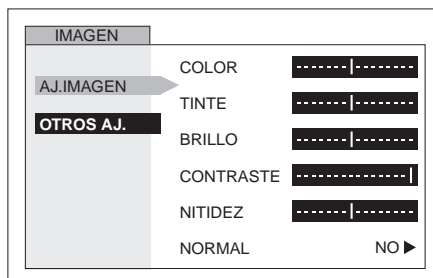 IMAGEN
AJ.IMAGEN
OTROS AJ.
COLOR
TINTE
BRILLO
CONTRASTE
NITIDEZ
NORMAL NO